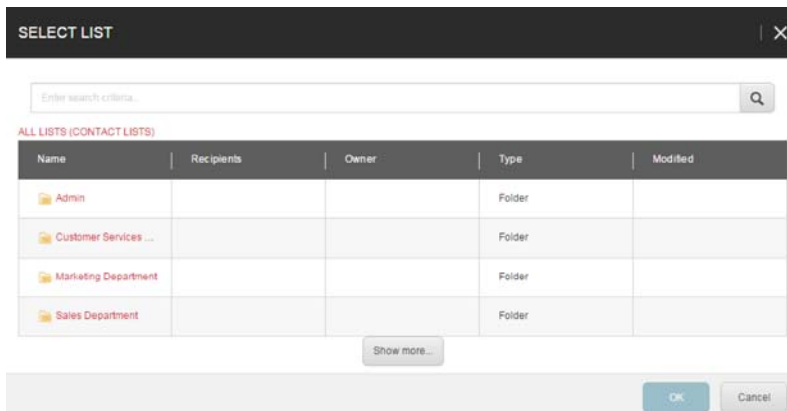 SELECT LIST
Enter search criteria...
ALL LISTS (CONTACT LISTS)
Name Recipients Owner Type Modified
Admin Folder
Customer Services ... Folder
Marketing Department Folder
Sales Department Folder
Show more...
OK Cancel